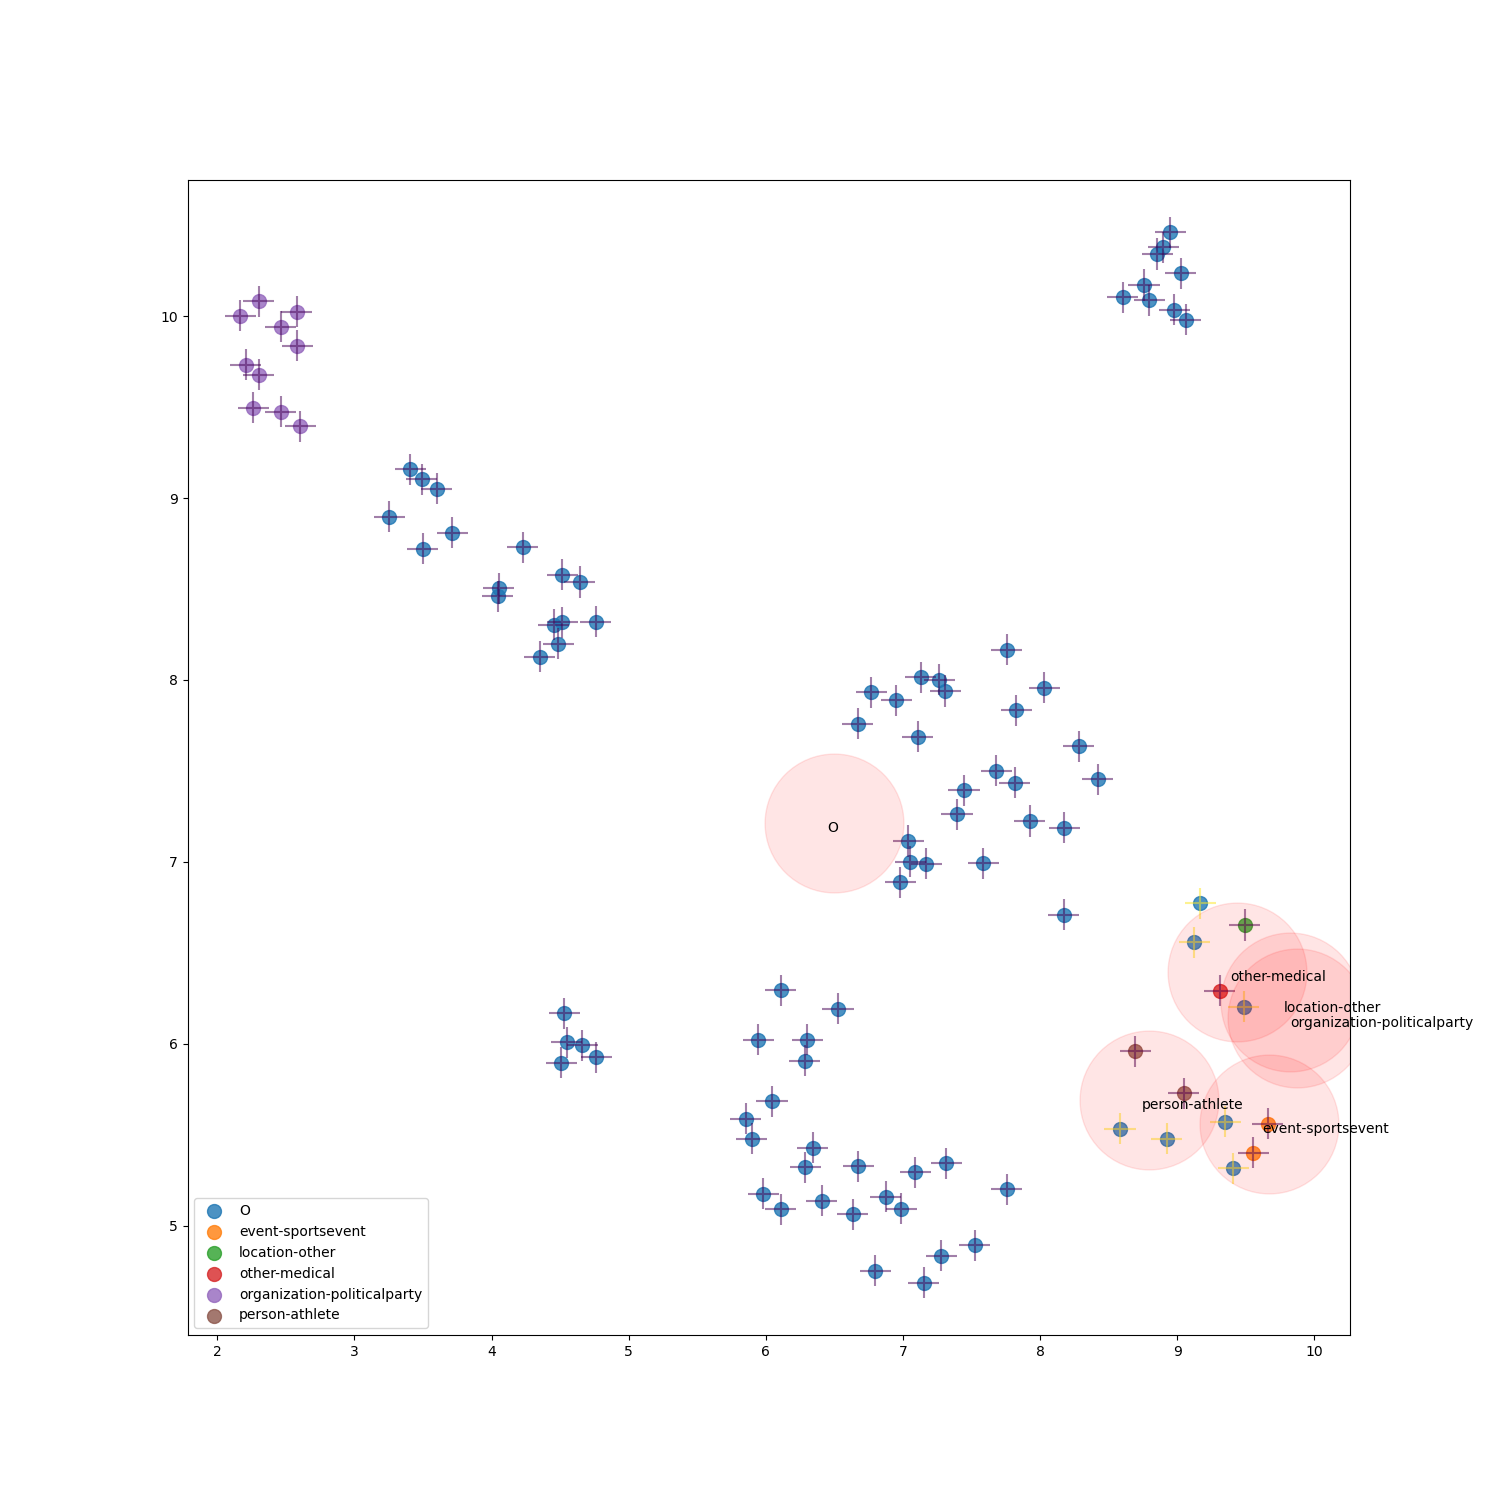 10
9
8
7
6
5
O
other-medical
location-other
organization-politicalparty
person-athlete
event-sportsevent
O
event-sportsevent
location-other
other-medical
organization-politicalparty
person-athlete
2 3 4 5 6 7 8 9 10